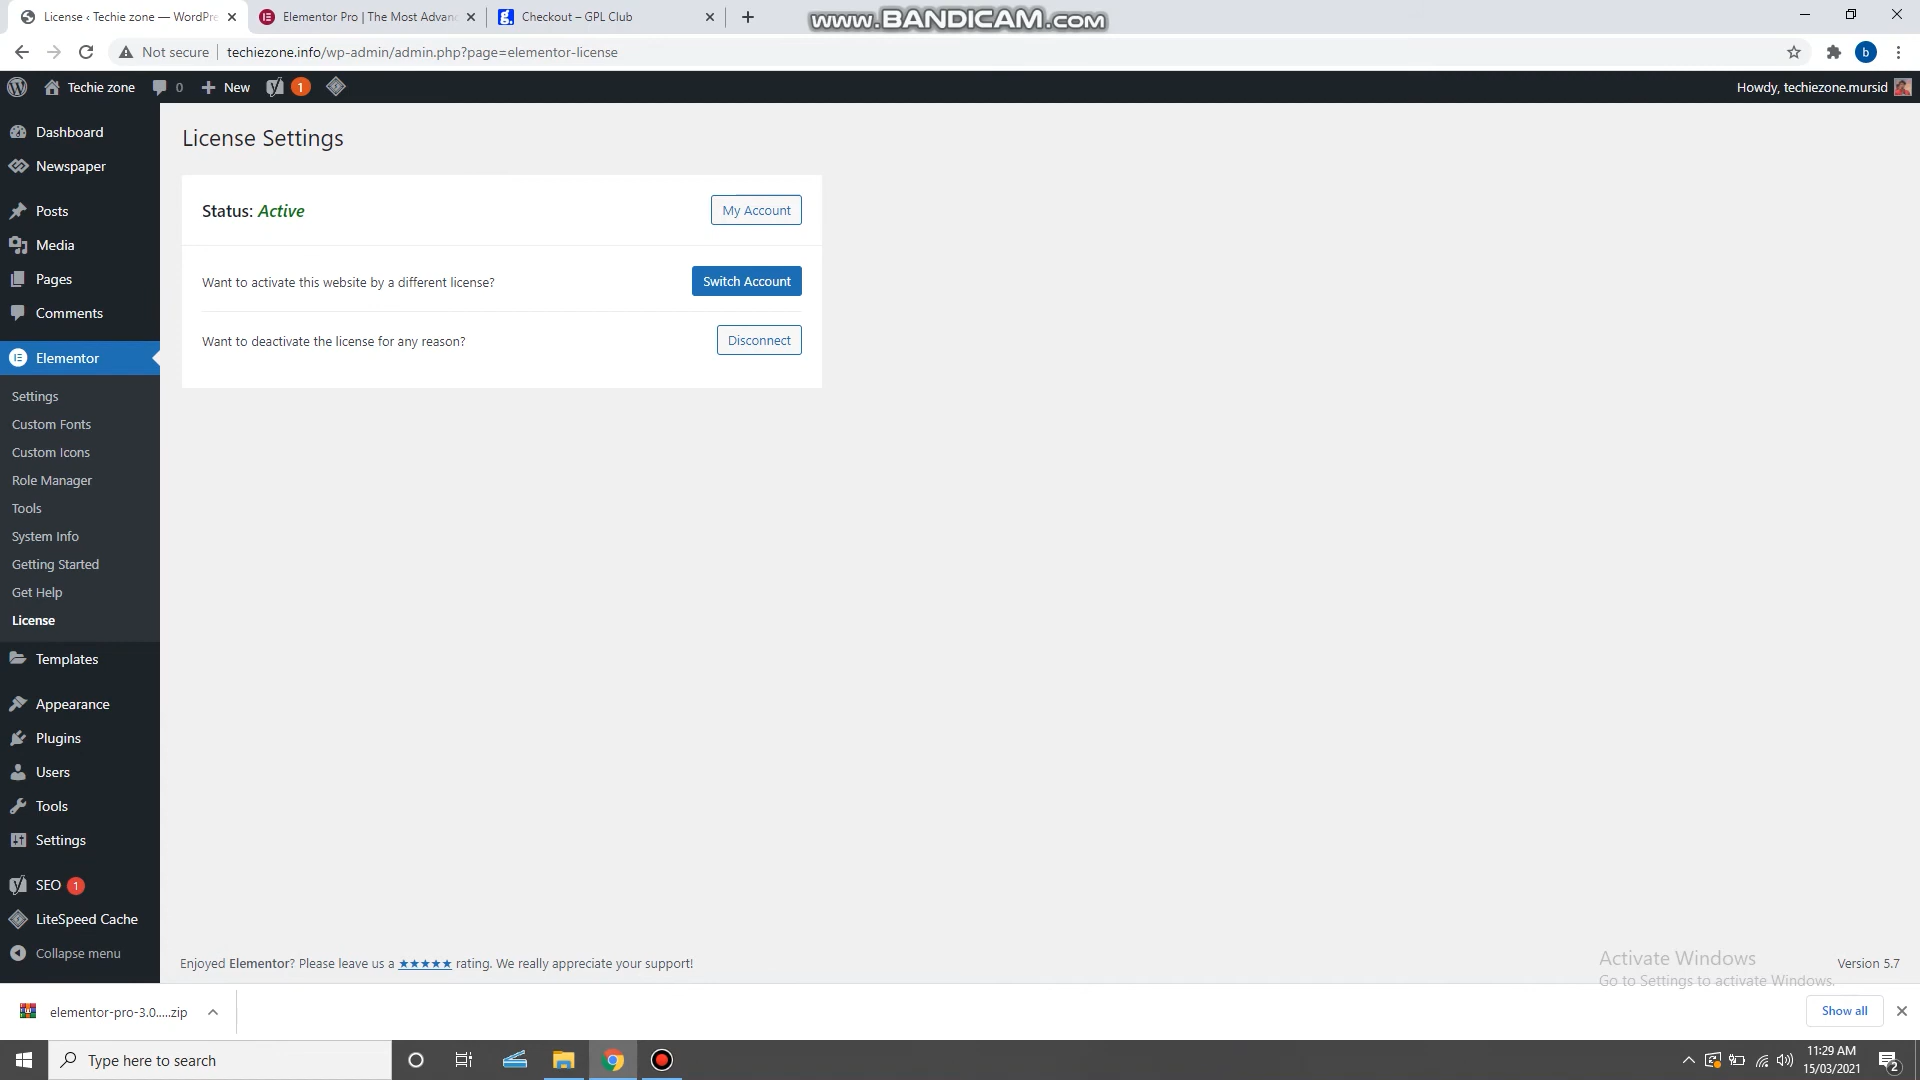 License ‹ Techie zone — WordPre
Elementor Pro | The Most Advan
Checkout – GPL Club
www.BANDICAM.com
Not secure
techiezone.info/wp-admin/admin.php?page=elementor-license
b
Techie zone
0
New
1
Howdy, techiezone.mursid
Dashboard
Newspaper
Posts
Media
Pages
Comments
Elementor
Settings
Custom Fonts
Custom Icons
Role Manager
Tools
System Info
Getting Started
Get Help
License
Templates
Appearance
Plugins
Users
Tools
Settings
SEO 1
LiteSpeed Cache
Collapse menu
License Settings
Status: Active
My Account
Want to activate this website by a different license?
Switch Account
Want to deactivate the license for any reason?
Disconnect
Enjoyed Elementor? Please leave us a ★★★★★ rating. We really appreciate your support!
Version 5.7
Activate Windows
Go to Settings to activate Windows.
elementor-pro-3.0.....zip
Show all
Type here to search
11:29 AM
15/03/2021
2